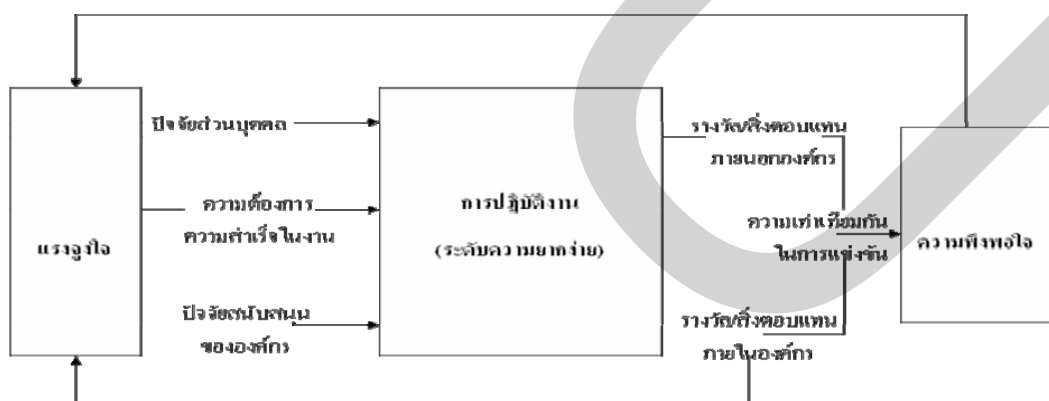 แรงจูงใจ
ปัจจัยส่วนบุคคล
ความต้องการ
ความสำเร็จในงาน
ปัจจัยสนับสนุน
ขององค์กร
การปฏิบัติงาน
(ระดับความยากง่าย)
รางวัล/สิ่งตอบแทน
ภายนอกองค์กร
ความเท่าเทียมกัน
ในการแข่งขัน
รางวัล/สิ่งตอบแทน
ภายในองค์กร
ความพึงพอใจ